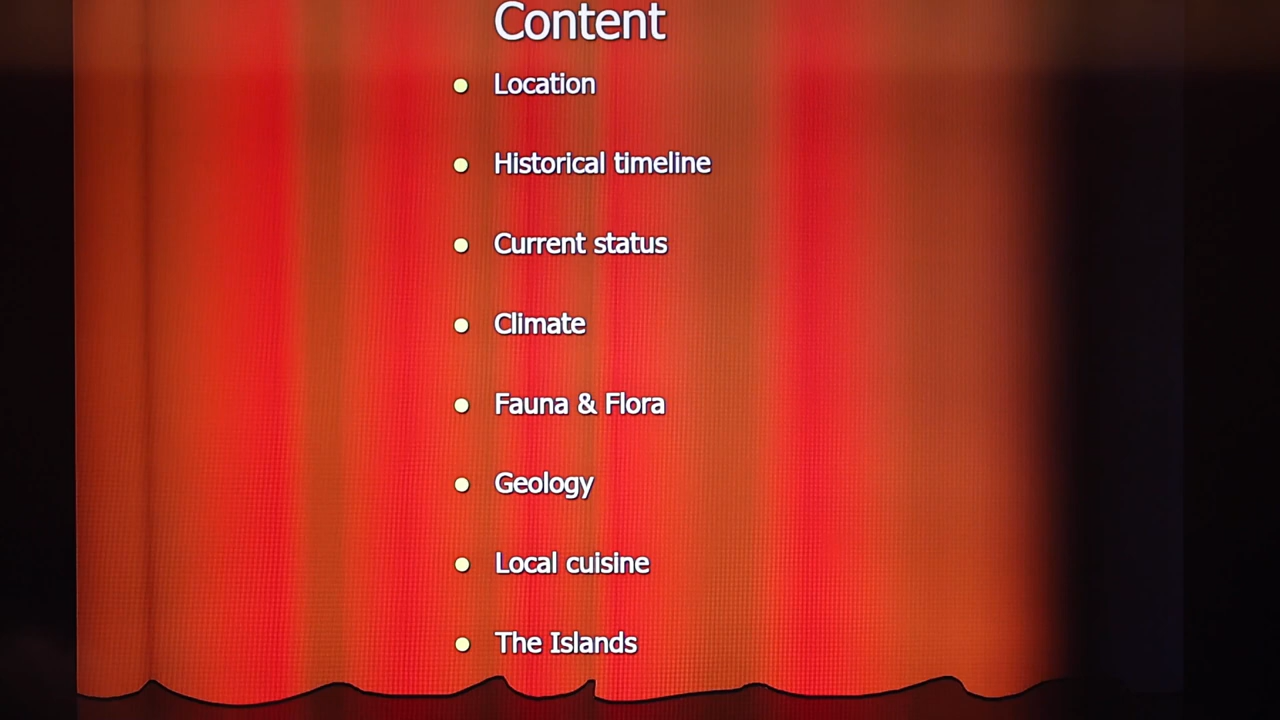 Content
Location
Historical timeline
Current status
Climate
Fauna & Flora
Geology
Local cuisine
The Islands